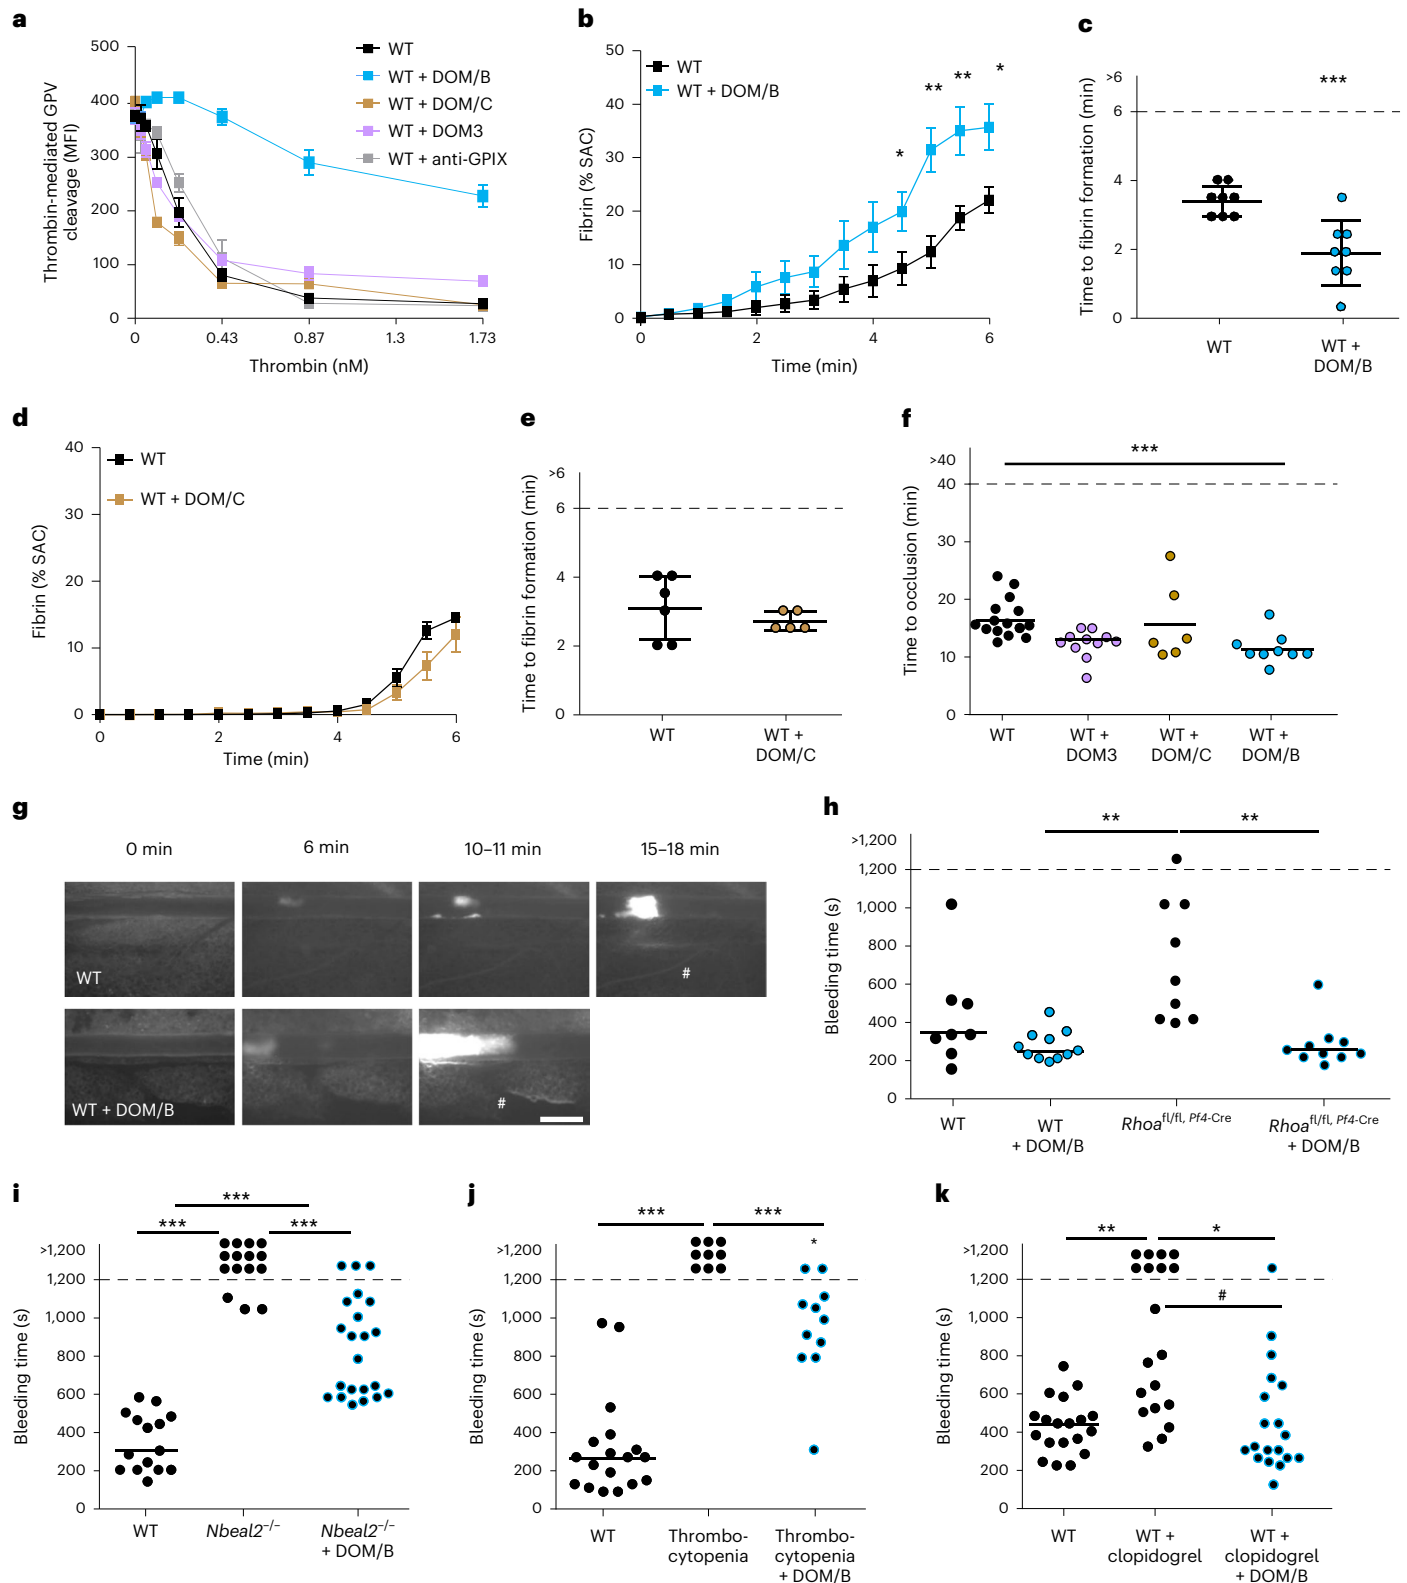 a
500
400
300
200
100
0
Thrombin-mediated GPV
cleavage (MFI)
WT
WT + DOM/B
WT + DOM/C
WT + DOM3
WT + anti-GPIX
0
0.43
0.87
1.3
1.73
Thrombin (nM)
b
50
40
30
20
10
0
Fibrin (% SAC)
WT
WT + DOM/B
*
**
**
*
0
2
4
6
Time (min)
c
>6
6
4
2
0
Time to fibrin formation (min)
***
WT
WT +
DOM/B
d
40
30
20
10
0
Fibrin (% SAC)
WT
WT + DOM/C
0
2
4
6
Time (min)
e
>6
6
4
2
0
Time to fibrin formation (min)
WT
WT +
DOM/C
f
>40
40
30
20
10
0
Time to occlusion (min)
***
WT
WT +
DOM3
WT +
DOM/C
WT +
DOM/B
g
0 min
6 min
10–11 min
15–18 min
WT
#
WT + DOM/B
#
h
>1,200
1,200
1,000
800
600
400
200
0
Bleeding time (s)
**
**
WT
WT
+ DOM/B
Rhoa^fl/fl, Pf4-Cre
Rhoa^fl/fl, Pf4-Cre
+ DOM/B
i
>1,200
1,200
1,000
800
600
400
200
0
Bleeding time (s)
***
***
***
WT
Nbeal2−/−
Nbeal2−/−
+ DOM/B
j
>1,200
1,200
1,000
800
600
400
200
0
Bleeding time (s)
***
***
*
WT
Thrombo-
cytopenia
Thrombo-
cytopenia
+ DOM/B
k
>1,200
1,200
1,000
800
600
400
200
0
Bleeding time (s)
**
*
#
WT
WT +
clopidogrel
WT +
clopidogrel
+ DOM/B